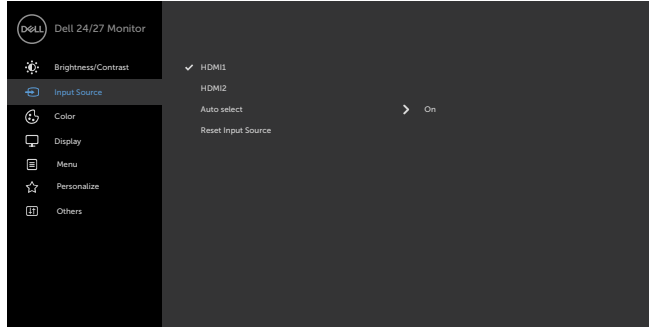 DELL Dell 24/27 Monitor
Brightness/Contrast
Input Source
Color
Display
Menu
Personalize
Others
HDMI1
HDMI2
Auto select On
Reset Input Source